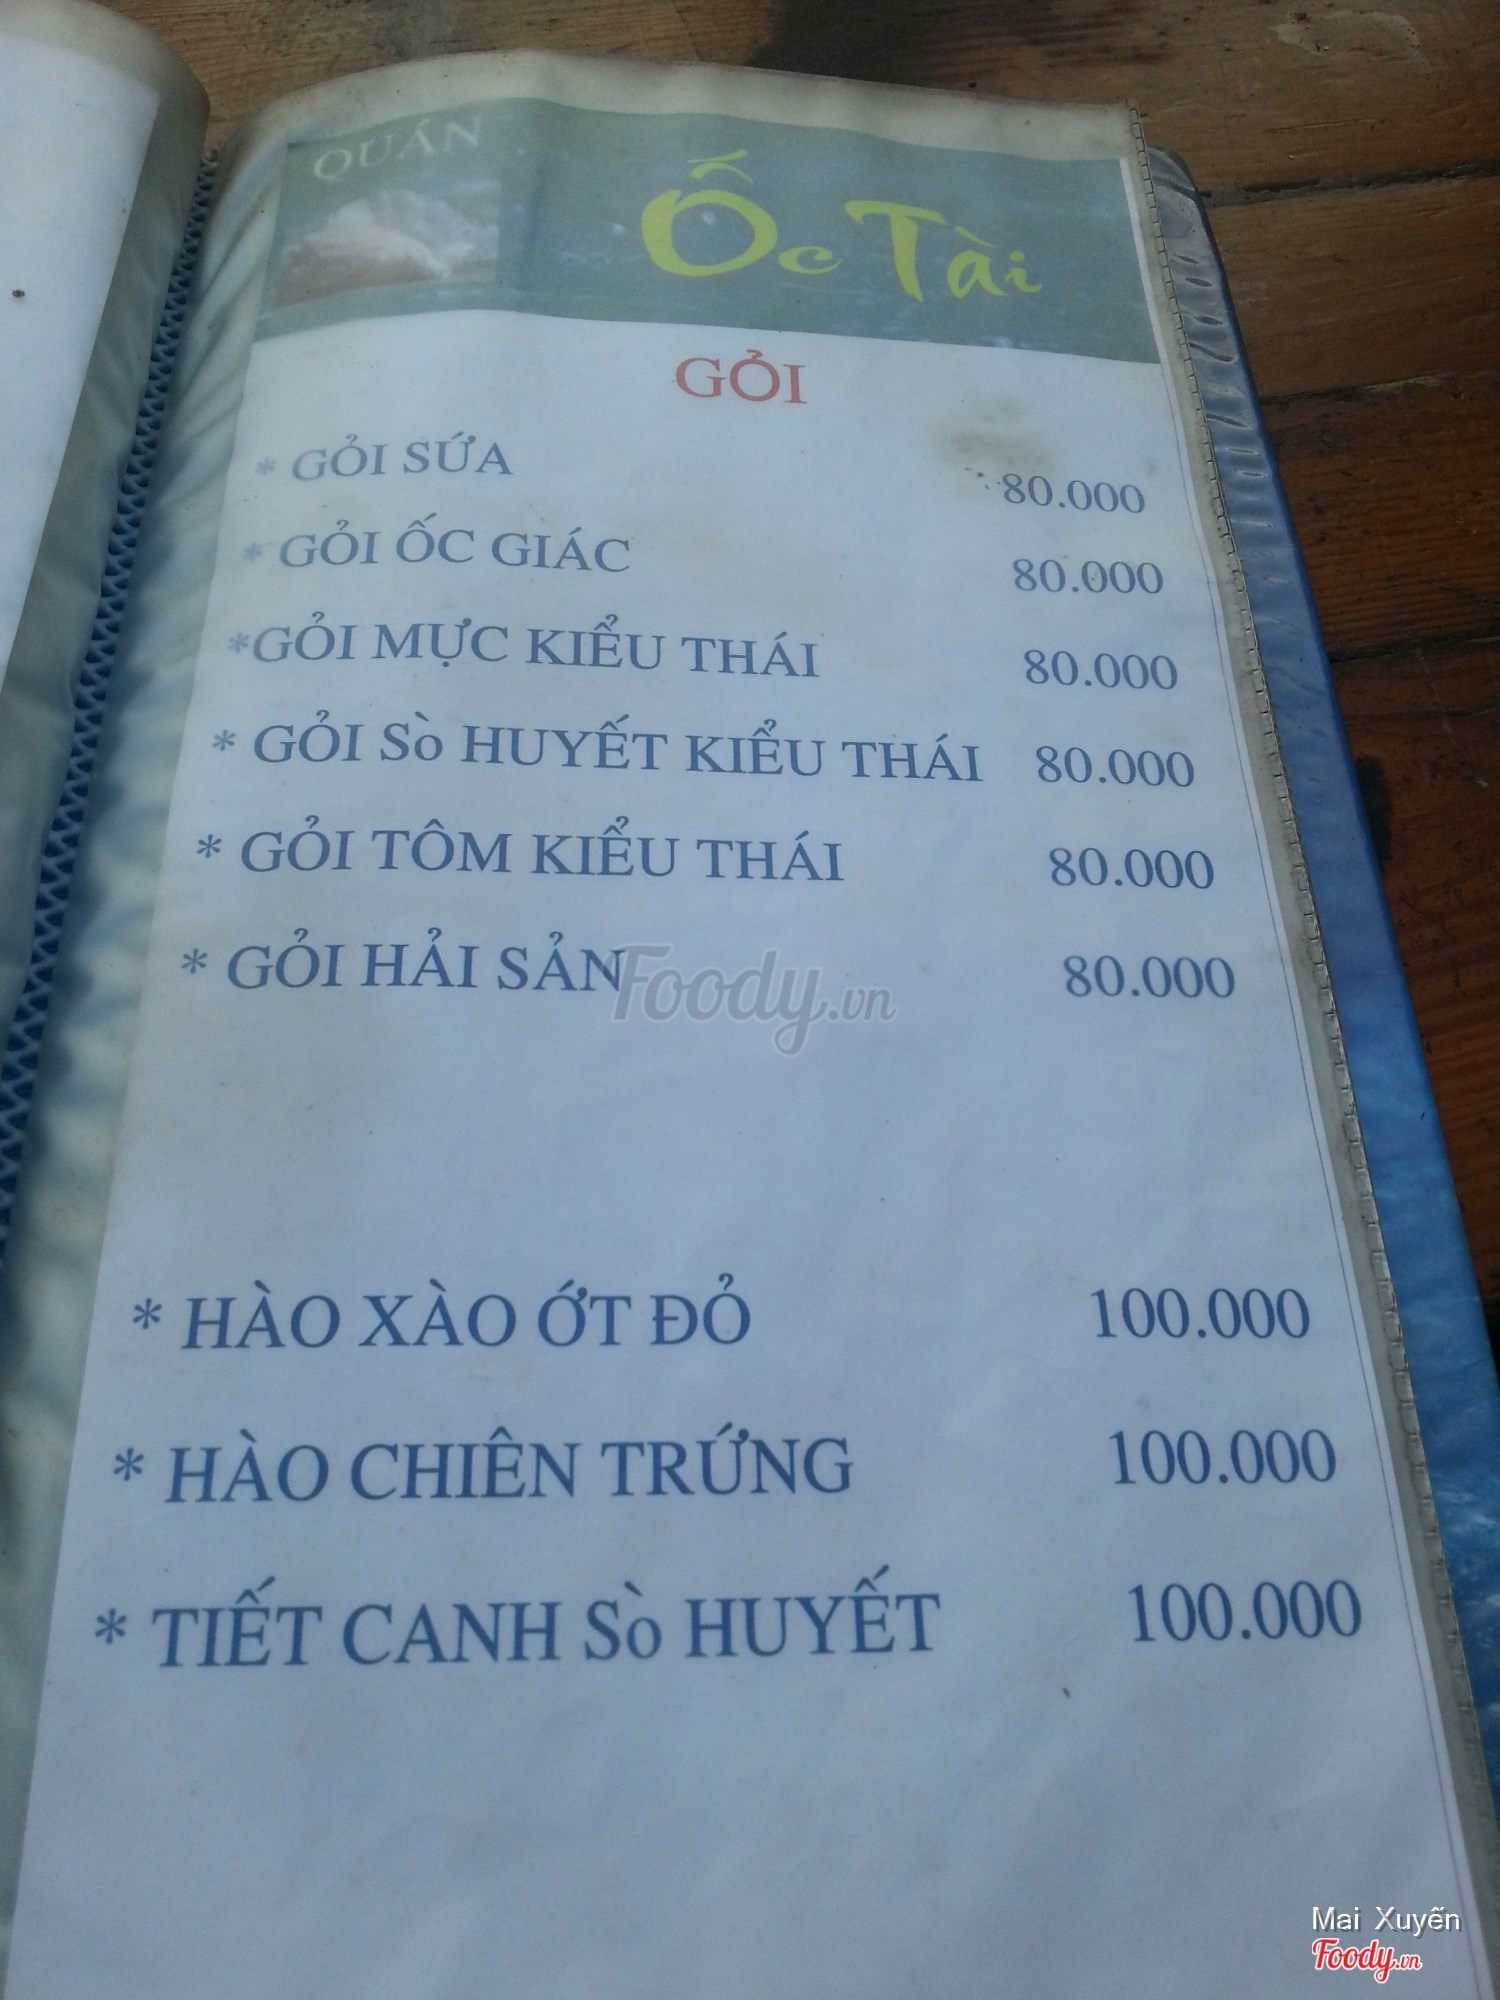 QUÁN
Ốc Tài
GỎI
* GỎI SỨA 80.000
* GỎI ỐC GIÁC 80.000
*GỎI MỰC KIỂU THÁI 80.000
* GỎI Sò HUYẾT KIỂU THÁI 80.000
* GỎI TÔM KIỂU THÁI 80.000
* GỎI HẢI SẢN 80.000
Foody.vn
* HÀO XÀO ỚT ĐỎ 100.000
* HÀO CHIÊN TRỨNG 100.000
* TIẾT CANH Sò HUYẾT 100.000
Mai Xuyến
Foody.vn